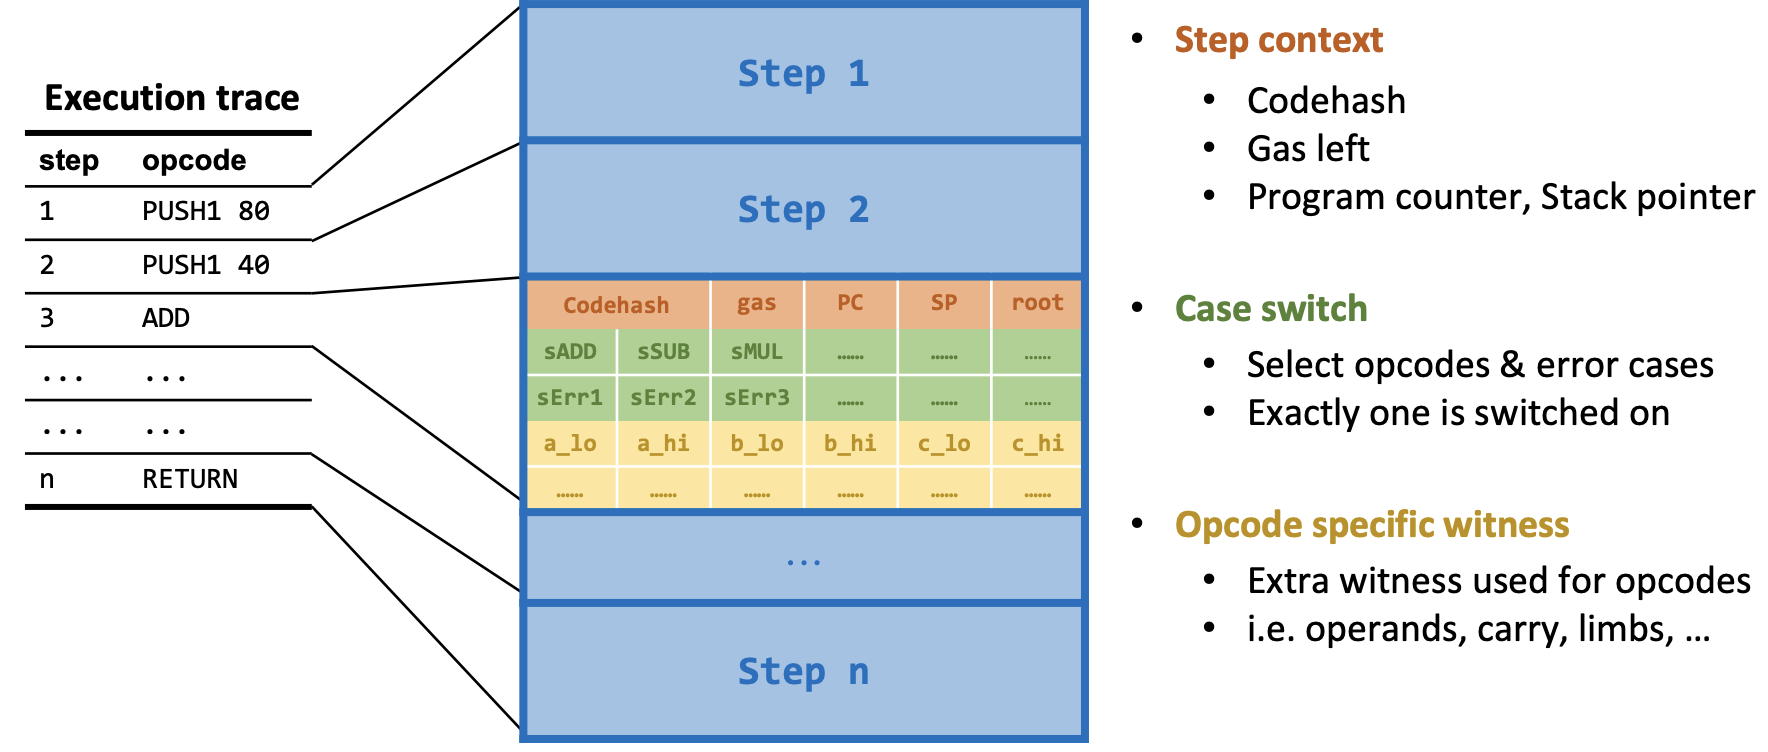 Execution trace
step opcode
1 PUSH1 80
2 PUSH1 40
3 ADD
... ...
... ...
n RETURN
Step 1
Step 2
Codehash gas PC SP root
sADD sSUB sMUL …… …… ……
sErr1 sErr2 sErr3 …… …… ……
a_lo a_hi b_lo b_hi c_lo c_hi
…… …… …… …… …… ……
...
Step n
• Step context
• Codehash
• Gas left
• Program counter, Stack pointer
• Case switch
• Select opcodes & error cases
• Exactly one is switched on
• Opcode specific witness
• Extra witness used for opcodes
• i.e. operands, carry, limbs, …